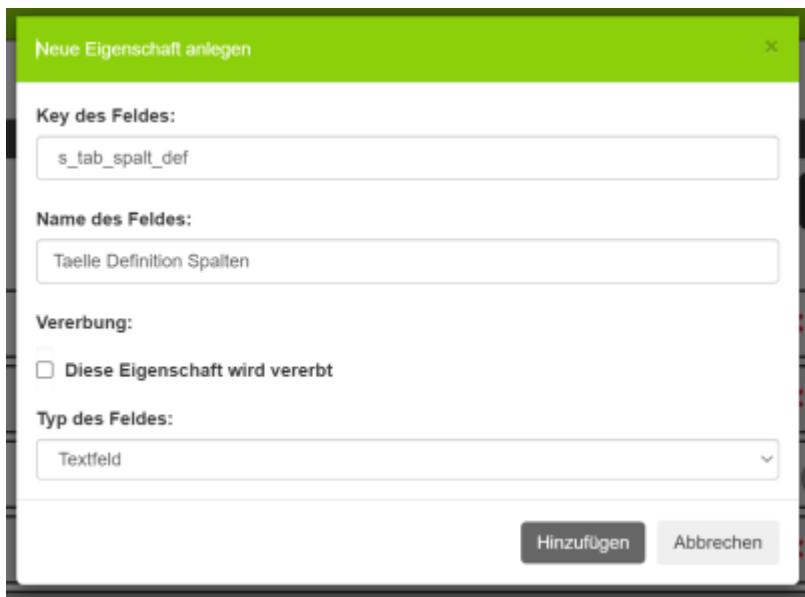 Neue Eigenschaft anlegen ×
Key des Feldes:
s_tab_spalt_def
Name des Feldes:
Taelle Definition Spalten
Vererbung:
Diese Eigenschaft wird vererbt
Typ des Feldes:
Textfeld
Hinzufügen Abbrechen